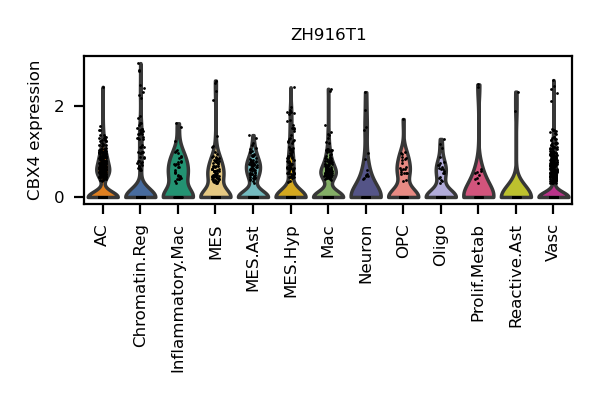 ZH916T1
CBX4 expression
2
0
AC
Chromatin.Reg
Inflammatory.Mac
MES
MES.Ast
MES.Hyp
Mac
Neuron
OPC
Oligo
Prolif.Metab
Reactive.Ast
Vasc